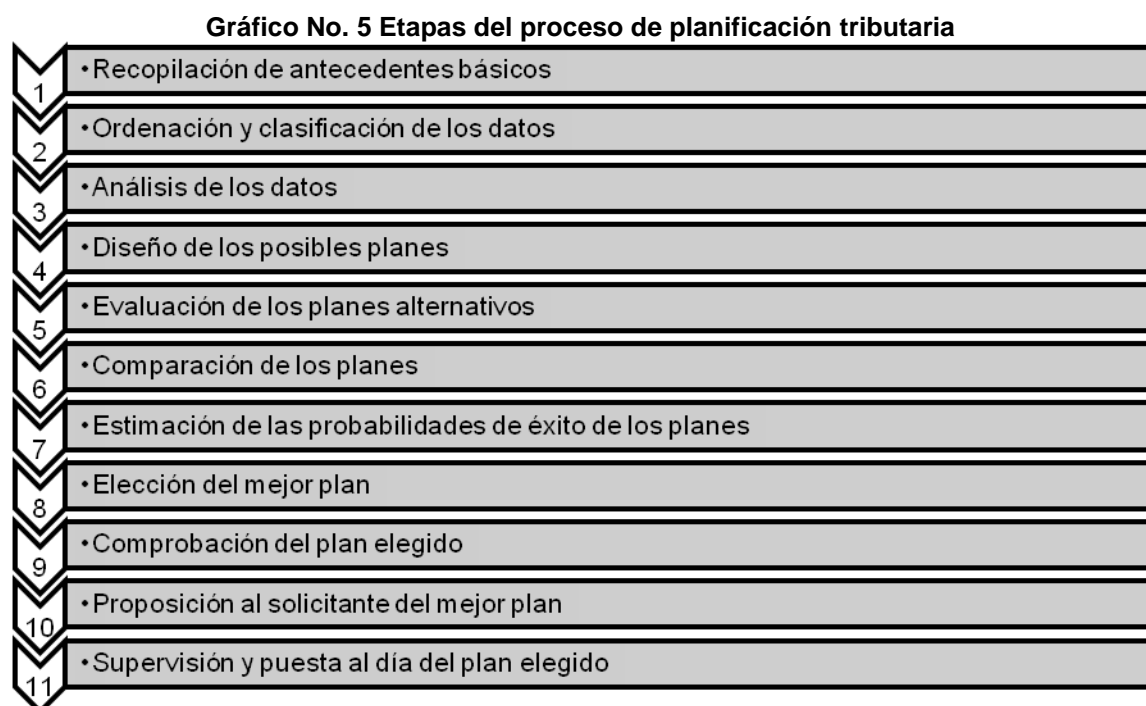 Gráfico No. 5 Etapas del proceso de planificación tributaria
1 •Recopilación de antecedentes básicos
2 •Ordenación y clasificación de los datos
3 •Análisis de los datos
4 •Diseño de los posibles planes
5 •Evaluación de los planes alternativos
6 •Comparación de los planes
7 •Estimación de las probabilidades de éxito de los planes
8 •Elección del mejor plan
9 •Comprobación del plan elegido
10 •Proposición al solicitante del mejor plan
11 •Supervisión y puesta al día del plan elegido